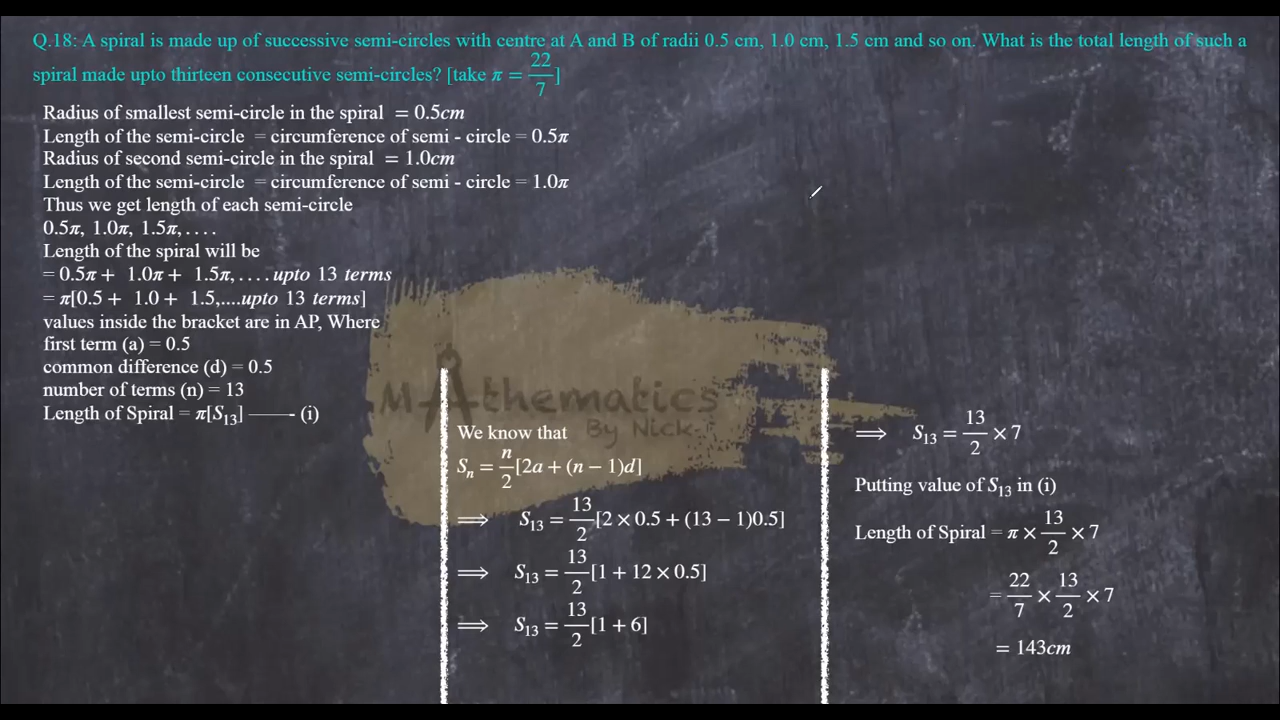 Q.18: A spiral is made up of successive semi-circles with centre at A and B of radii 0.5 cm, 1.0 cm, 1.5 cm and so on. What is the total length of such a
spiral made upto thirteen consecutive semi-circles? [take π = 22/7]
Radius of smallest semi-circle in the spiral = 0.5cm
Length of the semi-circle = circumference of semi - circle = 0.5π
Radius of second semi-circle in the spiral = 1.0cm
Length of the semi-circle = circumference of semi - circle = 1.0π
Thus we get length of each semi-circle
0.5π, 1.0π, 1.5π, . . . .
Length of the spiral will be
= 0.5π + 1.0π + 1.5π, . . . . upto 13 terms
= π[0.5 + 1.0 + 1.5,....upto 13 terms]
values inside the bracket are in AP, Where
first term (a) = 0.5
common difference (d) = 0.5
number of terms (n) = 13
Length of Spiral = π[S₁₃] ——- (i)
Mathematics
By Nick
We know that
Sₙ = n/2[2a + (n − 1)d]
⟹ S₁₃ = 13/2[2 × 0.5 + (13 − 1)0.5]
⟹ S₁₃ = 13/2[1 + 12 × 0.5]
⟹ S₁₃ = 13/2[1 + 6]
⟹ S₁₃ = 13/2 × 7
Putting value of S₁₃ in (i)
Length of Spiral = π × 13/2 × 7
= 22/7 × 13/2 × 7
= 143cm